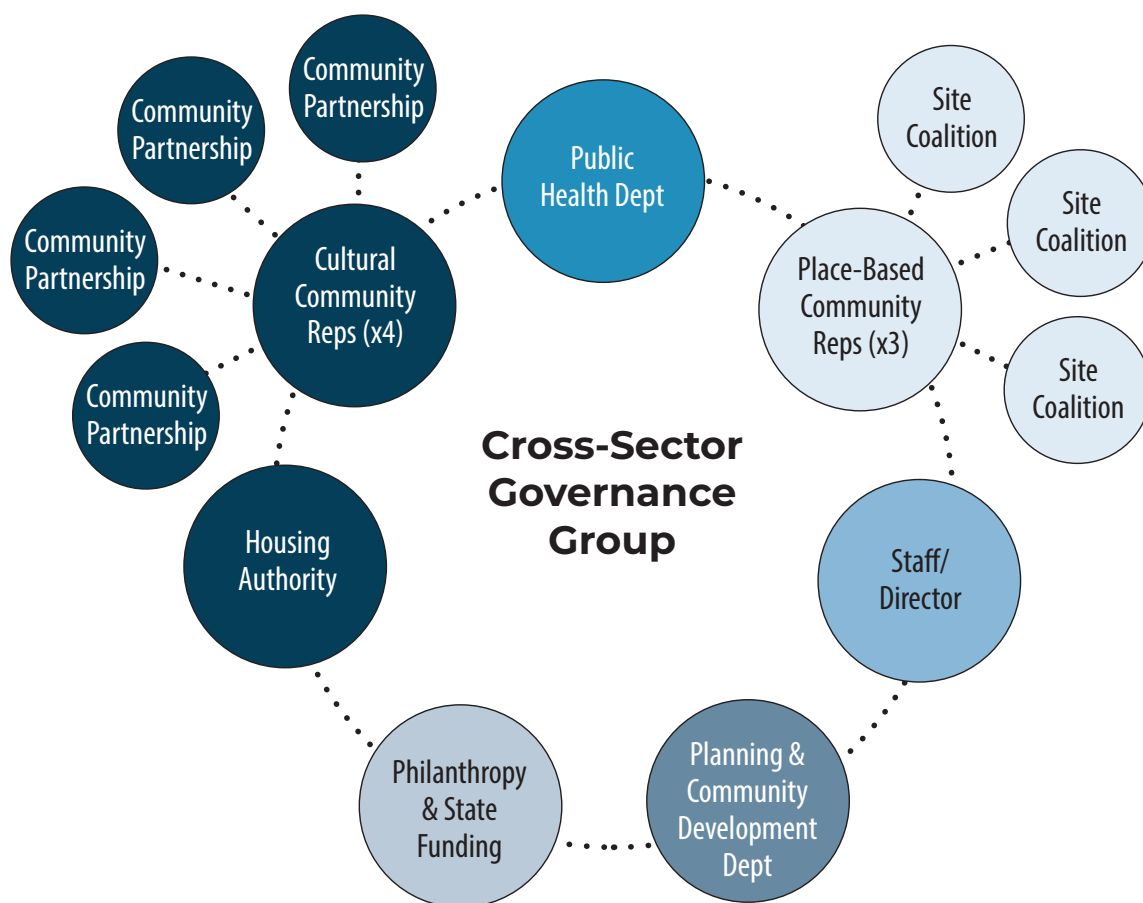 Community
Partnership
Community
Partnership
Community
Partnership
Community
Partnership
Cultural
Community
Reps (x4)
Public
Health Dept
Site
Coalition
Site
Coalition
Site
Coalition
Place-Based
Community
Reps (x3)
Cross-Sector
Governance
Group
Housing
Authority
Staff/
Director
Philanthropy
& State
Funding
Planning &
Community
Development
Dept